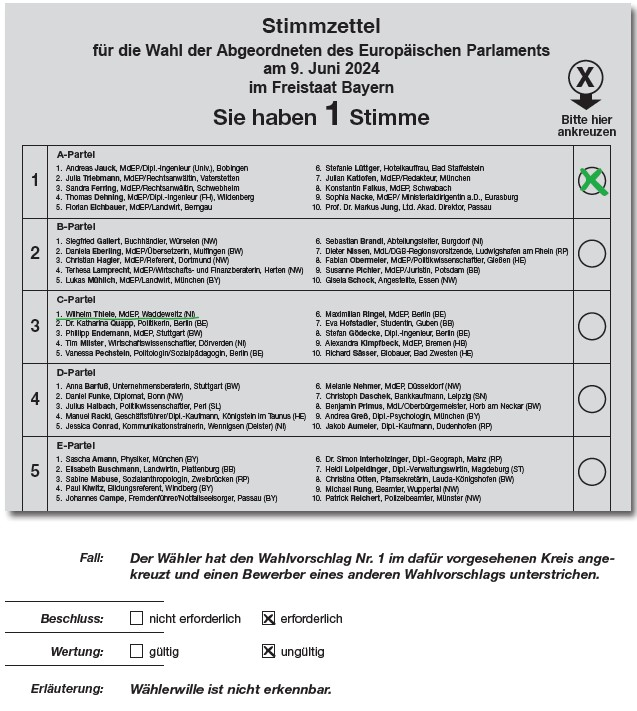 Stimmzettel
für die Wahl der Abgeordneten des Europäischen Parlaments
am 9. Juni 2024
im Freistaat Bayern
Sie haben 1 Stimme
X
Bitte hier
ankreuzen
1
A-Partei
1. Andreas Jauck, MdEP/Dipl.-Ingenieur (Univ.), Bobingen
2. Julia Triebmann, MdEP/Rechtsanwältin, Vaterstetten
3. Sandra Ferring, MdEP/Rechtsanwältin, Schwebheim
4. Thomas Dehning, MdEP/Dipl.-Ingenieur (FH), Wildenberg
5. Florian Eichbauer, MdEP/Landwirt, Berngau
6. Stefanie Lüttger, Hotelkauffrau, Bad Staffelstein
7. Julian Katlofen, MdEP/Redakteur, München
8. Konstantin Falkus, MdEP, Schwabach
9. Sophia Nacke, MdEP/ Ministerialdirigentin a.D., Eurasburg
10. Prof. Dr. Markus Jung, Ltd. Akad. Direktor, Passau
2
B-Partei
1. Siegfried Gallert, Buchhändler, Würselen (NW)
2. Daniela Eberling, MdEP/Übersetzerin, Mulfingen (BW)
3. Christian Hagler, MdEP/Referent, Dortmund (NW)
4. Terhesa Lamprecht, MdEP/Wirtschafts- und Finanzberaterin, Herten (NW)
5. Lukas Mühlich, MdEP/Landwirt, München (BY)
6. Sebastian Brandl, Abteilungsleiter, Burgdorf (NI)
7. Dieter Nissen, MdL/DGB-Regionsvorsitzende, Ludwigshafen am Rhein (RP)
8. Fabian Obermeier, MdEP/Politikwissenschaftler, Gießen (HE)
9. Susanne Pichler, MdEP/Juristin, Potsdam (BB)
10. Gisela Schock, Angestellte, Essen (NW)
3
C-Partei
1. Wilhelm Thiele, MdEP, Waddeweitz (NI)
2. Dr. Katharina Quapp, Politikerin, Berlin (BE)
3. Philipp Endemann, MdEP, Stuttgart (BW)
4. Tim Milster, Wirtschaftswissenschaftler, Dörverden (NI)
5. Vanessa Pechstein, Politologin/Sozialpädagogin, Berlin (BE)
6. Maximilian Ringel, MdEP, Berlin (BE)
7. Eva Hofstadler, Studentin, Guben (BB)
8. Stefan Gödecke, Dipl.-Ingenieur, Berlin (BE)
9. Alexandra Kimpfbeck, MdEP, Bremen (HB)
10. Richard Sässer, Biobauer, Bad Zwesten (HE)
4
D-Partei
1. Anna Barfuß, Unternehmensberaterin, Stuttgart (BW)
2. Daniel Funke, Diplomat, Bonn (NW)
3. Julius Halbach, Politikwissenschaftler, Perl (SL)
4. Manuel Racki, Geschäftsführer/Dipl.-Kaufmann, Königstein im Taunus (HE)
5. Jessica Conrad, Kommunikationstrainerin, Wennigsen (Deister) (NI)
6. Melanie Nehmer, MdEP, Düsseldorf (NW)
7. Christoph Daschek, Bankkaufmann, Leipzig (SN)
8. Benjamin Primus, MdL/Oberbürgermeister, Horb am Neckar (BW)
9. Andrea Greß, Dipl.-Psychologin, München (BY)
10. Jakob Aumeier, Dipl.-Kaufmann, Dudenhofen (RP)
5
E-Partei
1. Sascha Amann, Physiker, München (BY)
2. Elisabeth Buschmann, Landwirtin, Plattenburg (BB)
3. Sabine Mabuse, Sozialanthropologin, Zweibrücken (RP)
4. Paul Kiwitz, Bildungsreferent, Windberg (BY)
5. Johannes Campe, Fremdenführer/Notfallseelsorger, Passau (BY)
6. Dr. Simon Interholzinger, Dipl.-Geograph, Mainz (RP)
7. Heidi Loipeldinger, Dipl.-Verwaltungswirtin, Magdeburg (ST)
8. Christina Otten, Pfarrsekretärin, Lauda-Königshofen (BW)
9. Michael Rung, Beamter, Wuppertal (NW)
10. Patrick Reichert, Polizeibeamter, Münster (NW)
Fall: Der Wähler hat den Wahlvorschlag Nr. 1 im dafür vorgesehenen Kreis ange-
kreuzt und einen Bewerber eines anderen Wahlvorschlags unterstrichen.
Beschluss: nicht erforderlich erforderlich
Wertung: gültig ungültig
Erläuterung: Wählerwille ist nicht erkennbar.